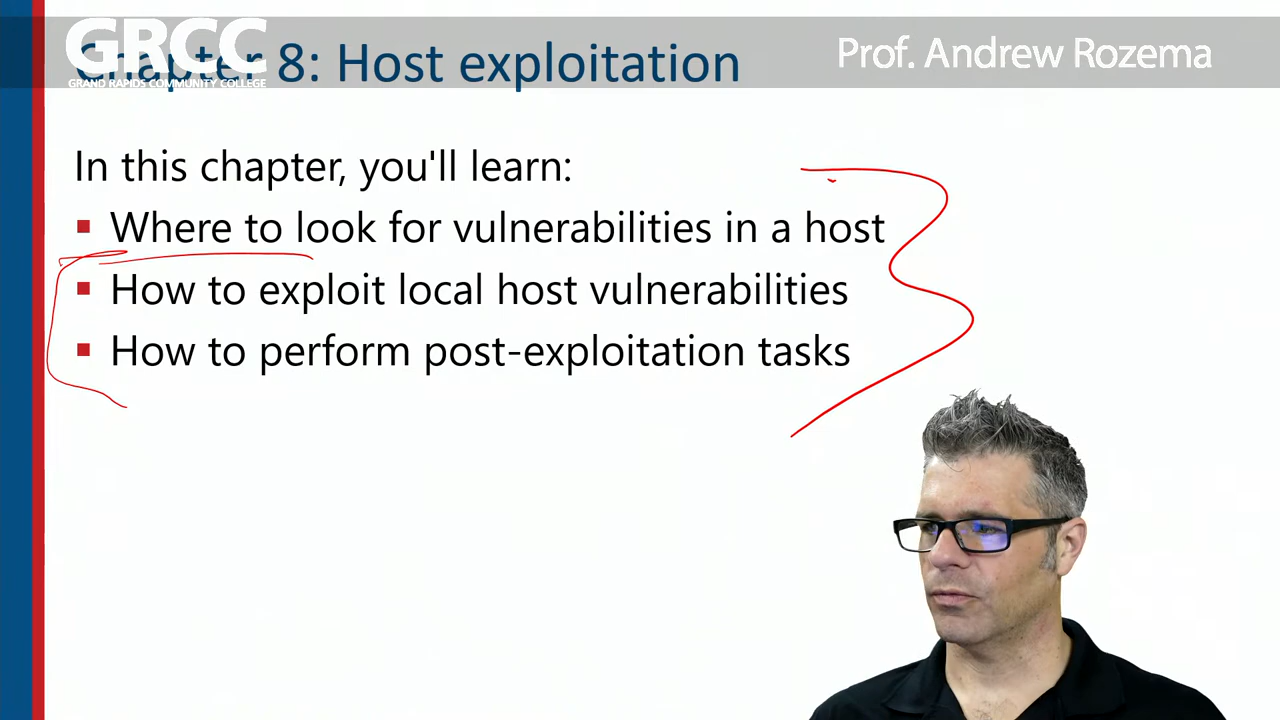 GRCC
GRAND RAPIDS COMMUNITY COLLEGE
Chapter 8: Host exploitation
Prof. Andrew Rozema
In this chapter, you'll learn:
Where to look for vulnerabilities in a host
How to exploit local host vulnerabilities
How to perform post-exploitation tasks